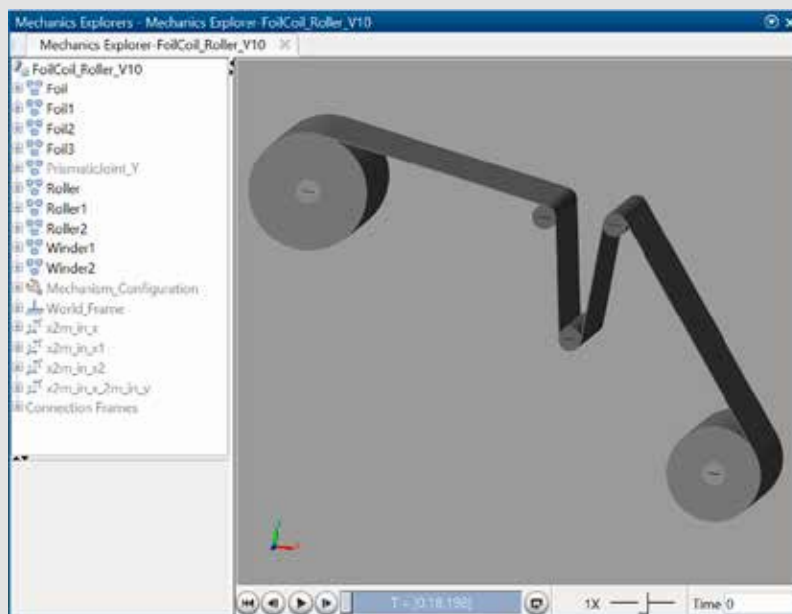 Mechanics Explorers - Mechanics Explorer-FoilCoil_Roller_V10
Mechanics Explorer-FoilCoil_Roller_V10
FoilCoil_Roller_V10
Foil
Foil1
Foil2
Foil3
PrismaticJoint_Y
Roller
Roller1
Roller2
Winder1
Winder2
Mechanism_Configuration
World_Frame
x2m_in_x
x2m_in_x1
x2m_in_x2
x2m_in_x_2m_in_y
Connection Frames
1X
Time 0